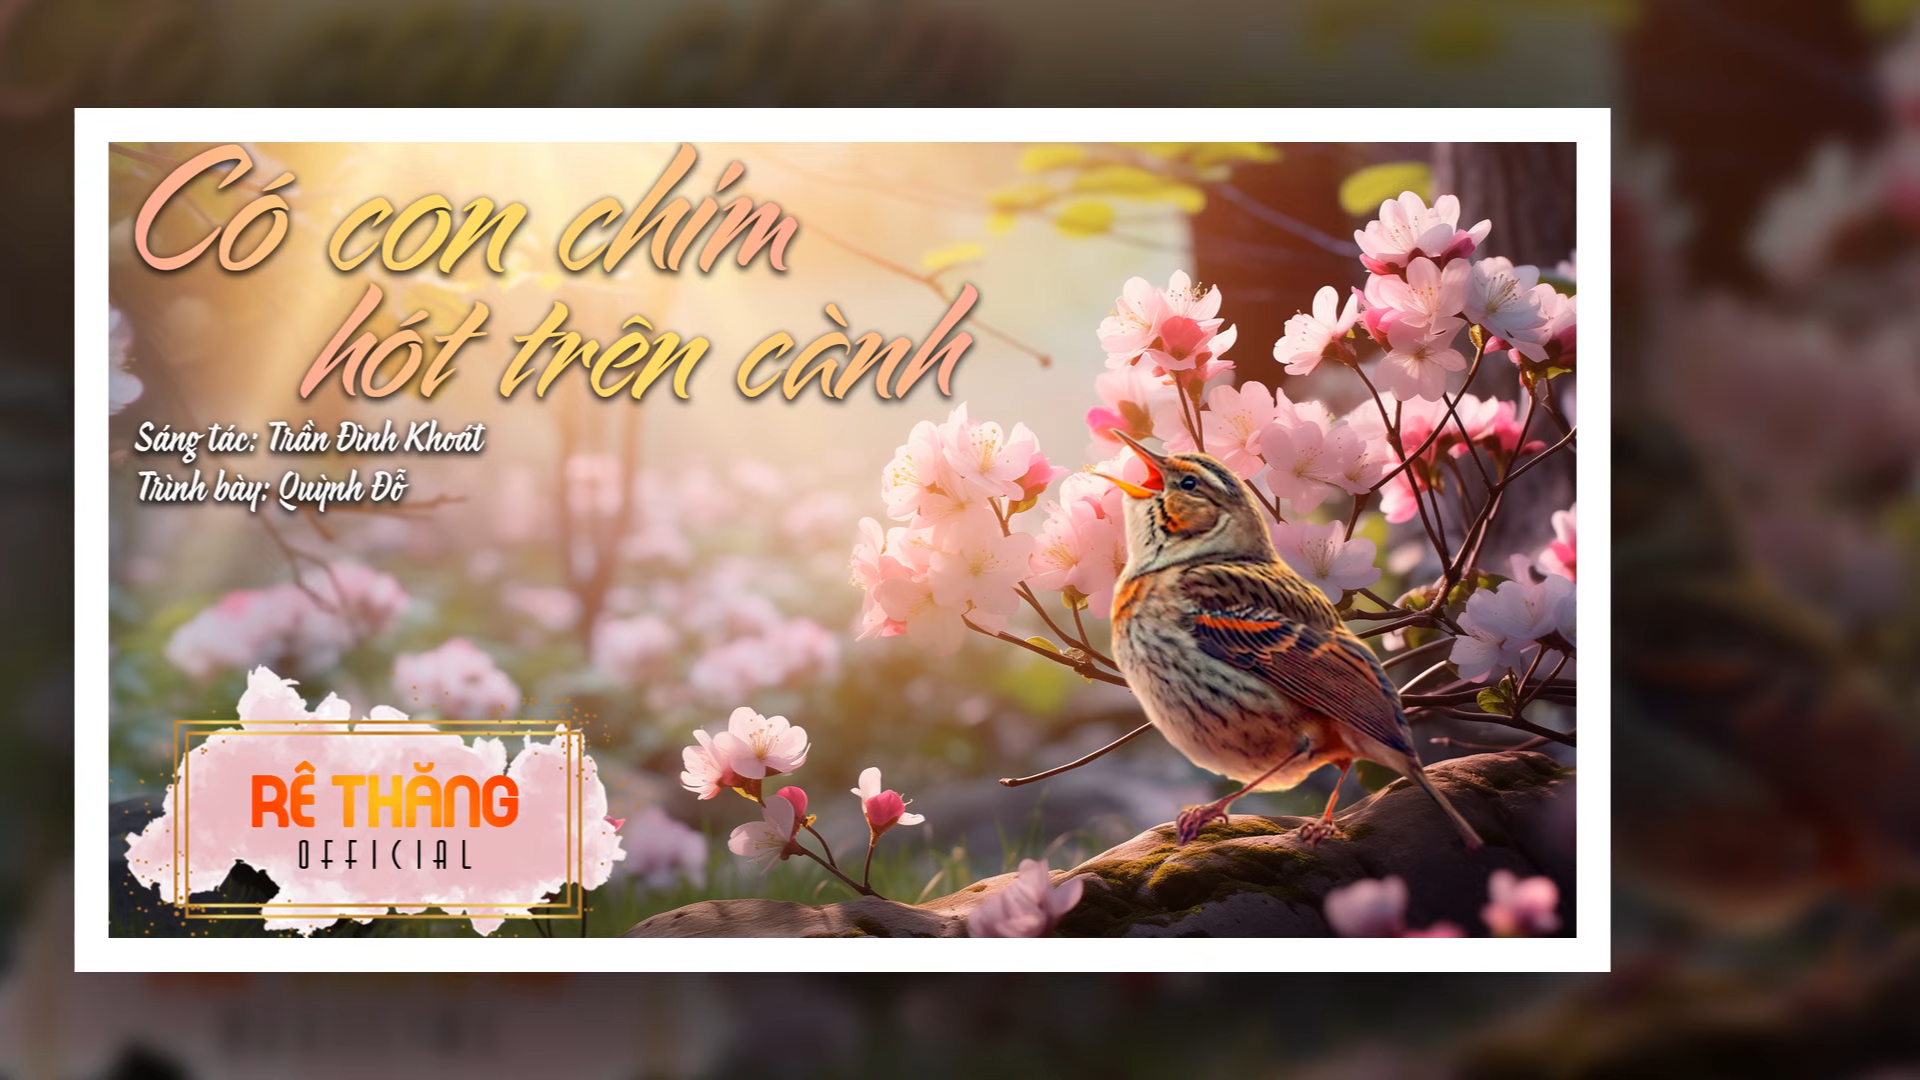 Có con chim
hót trên cành
Sáng tác: Trần Đình Khoát
Trình bày: Quỳnh Đỗ
RÊ THĂNG
OFFICIAL